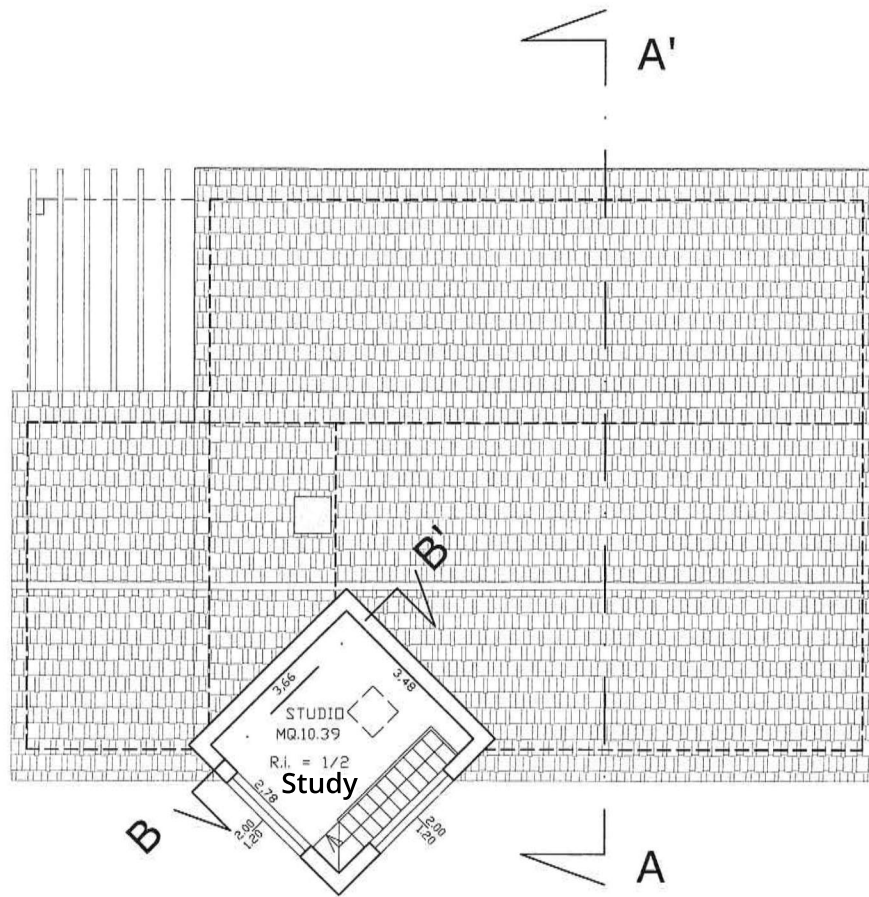 A'
B'
3,66
3,48
STUDIO
MQ.10.39
R.i. = 1/2
Study
2,78
2,00
1,20
2,00
1,20
B
A